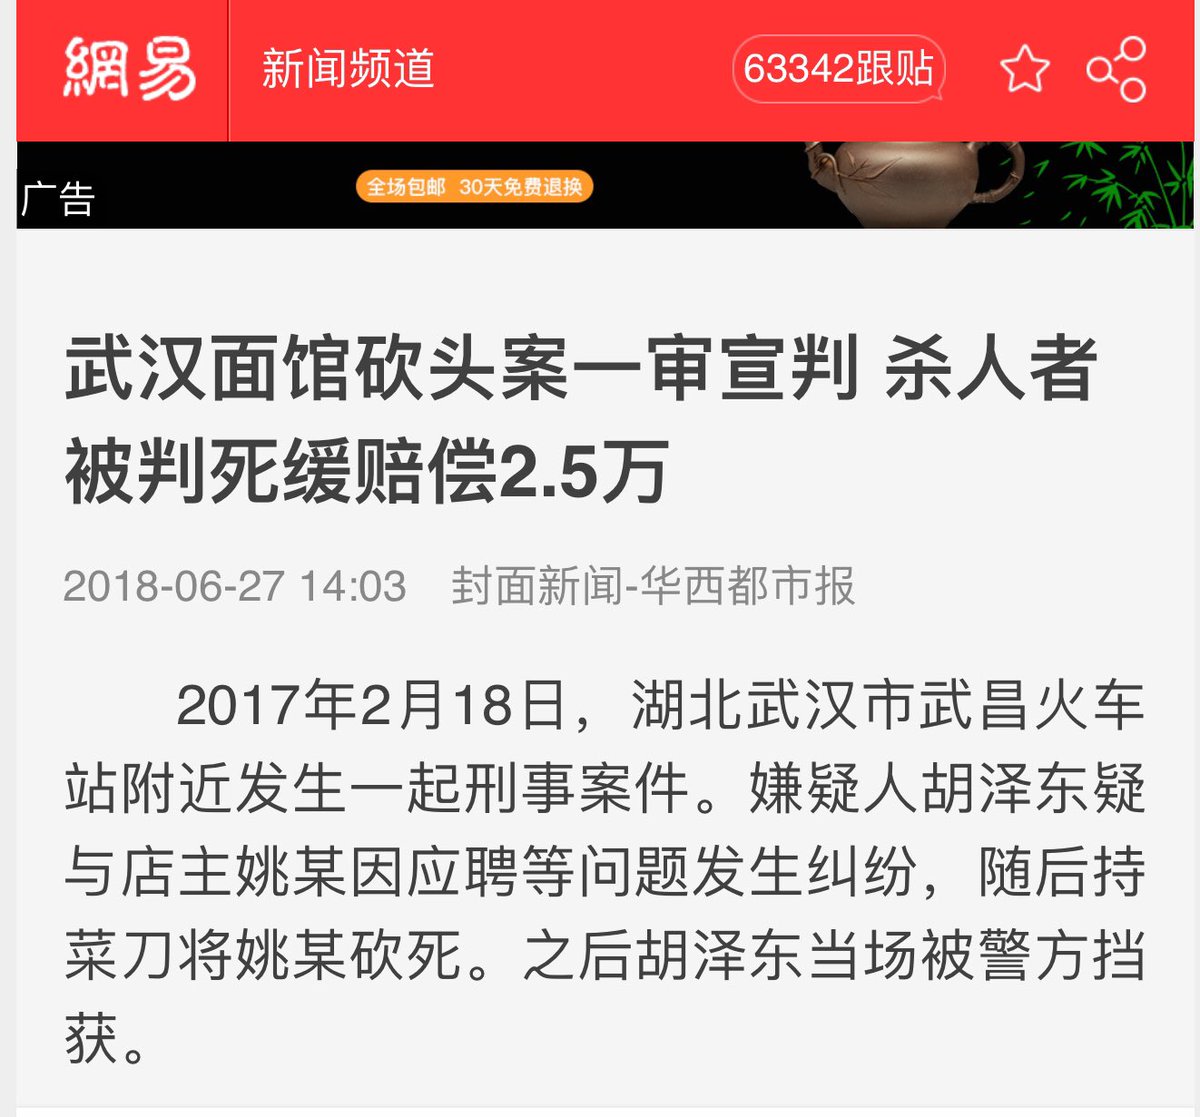 網易
新闻频道
63342跟贴
广告
全场包邮 30天免费退换
武汉面馆砍头案一审宣判 杀人者
被判死缓赔偿2.5万
2018-06-27 14:03 封面新闻-华西都市报
2017年2月18日，湖北武汉市武昌火车
站附近发生一起刑事案件。嫌疑人胡泽东疑
与店主姚某因应聘等问题发生纠纷，随后持
菜刀将姚某砍死。之后胡泽东当场被警方挡
获。